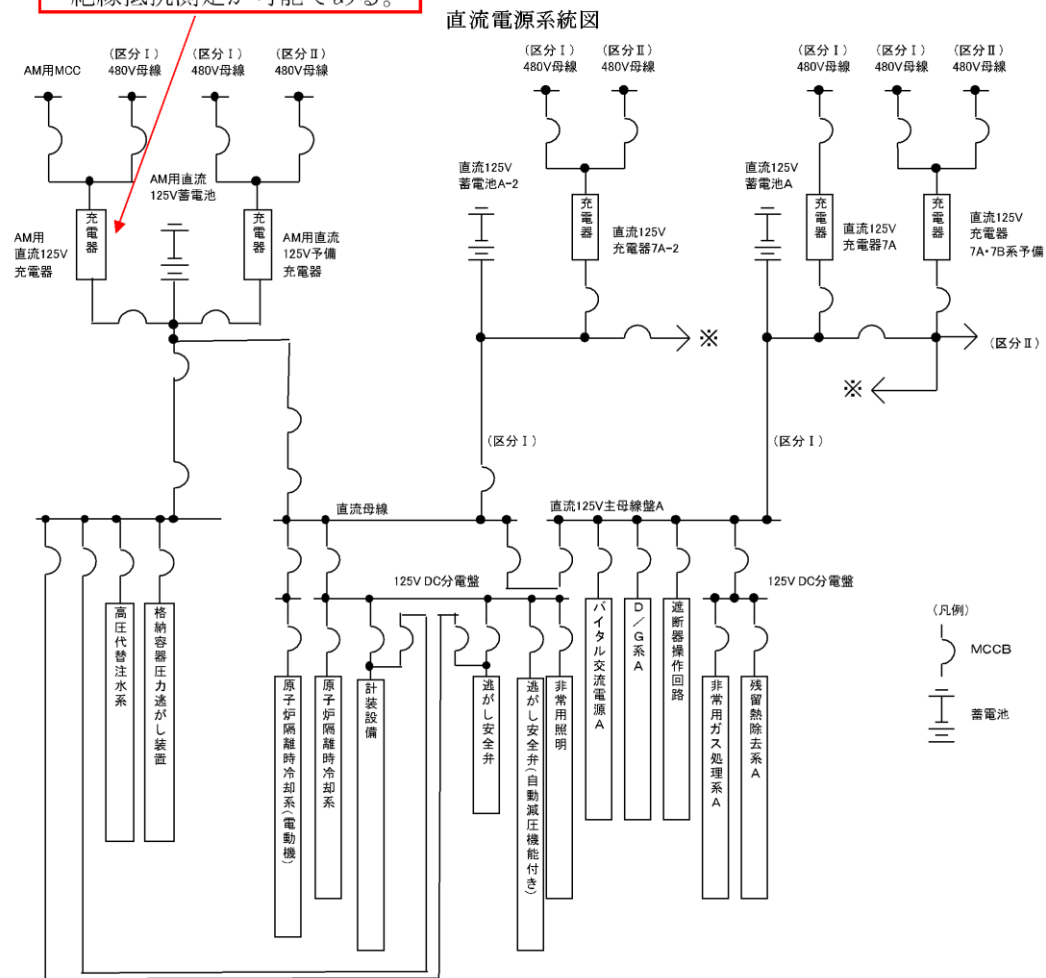 絶縁抵抗測定が可能である。
直流電源系統図
AM用MCC
(区分Ⅰ)
480V母線
(区分Ⅰ)
480V母線
(区分Ⅱ)
480V母線
(区分Ⅰ)
480V母線
(区分Ⅱ)
480V母線
(区分Ⅰ)
480V母線
(区分Ⅰ)
480V母線
(区分Ⅱ)
480V母線
AM用
直流125V
充電器
充電器
AM用直流
125V蓄電池
充電器
AM用直流
125V予備
充電器
直流125V
蓄電池A-2
充電器
直流125V
充電器7A-2
直流125V
蓄電池A
充電器
直流125V
充電器7A
充電器
直流125V
充電器
7A・7B系予備
※
(区分Ⅱ)
※
(区分Ⅰ)
(区分Ⅰ)
直流母線
直流125V主母線盤A
125V DC分電盤
125V DC分電盤
高圧代替注水系
格納容器圧力逃がし装置
原子炉隔離時冷却系(電動機)
原子炉隔離時冷却系
計装設備
逃がし安全弁
逃がし安全弁(自動減圧機能付き)
非常用照明
バイタル交流電源A
D/G系A
遮断器操作回路
非常用ガス処理系A
残留熱除去系A
(凡例)
MCCB
蓄電池